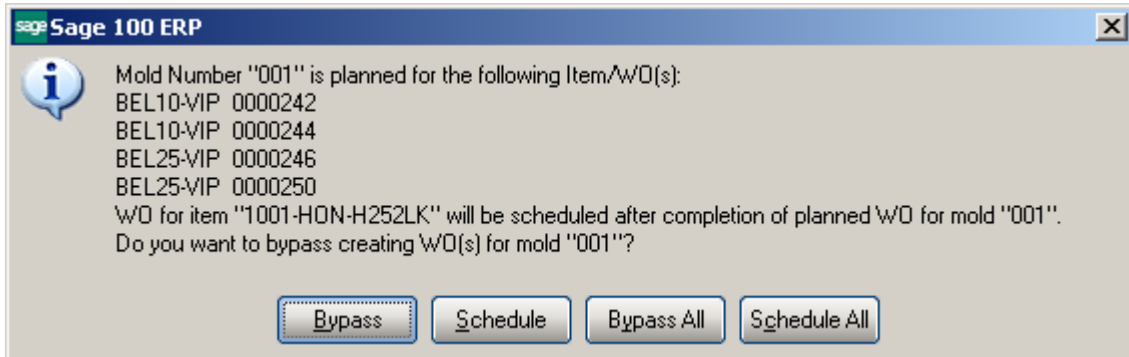 sage Sage 100 ERP
Mold Number "001" is planned for the following Item/WO(s):
BEL10-VIP 0000242
BEL10-VIP 0000244
BEL25-VIP 0000246
BEL25-VIP 0000250
WO for item "1001-HON-H252LK" will be scheduled after completion of planned WO for mold "001".
Do you want to bypass creating WO(s) for mold "001"?
Bypass Schedule Bypass All Schedule All